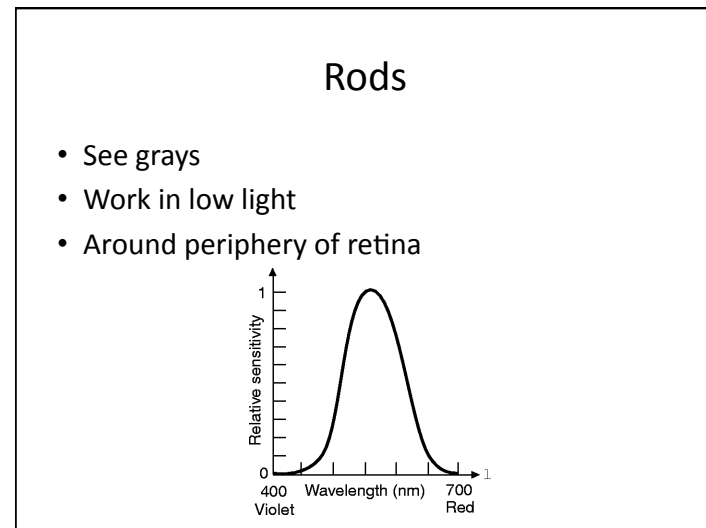 Rods
• See grays
• Work in low light
• Around periphery of retina
1
Relative sensitivity
0
400 Wavelength (nm) 700 l
Violet Red